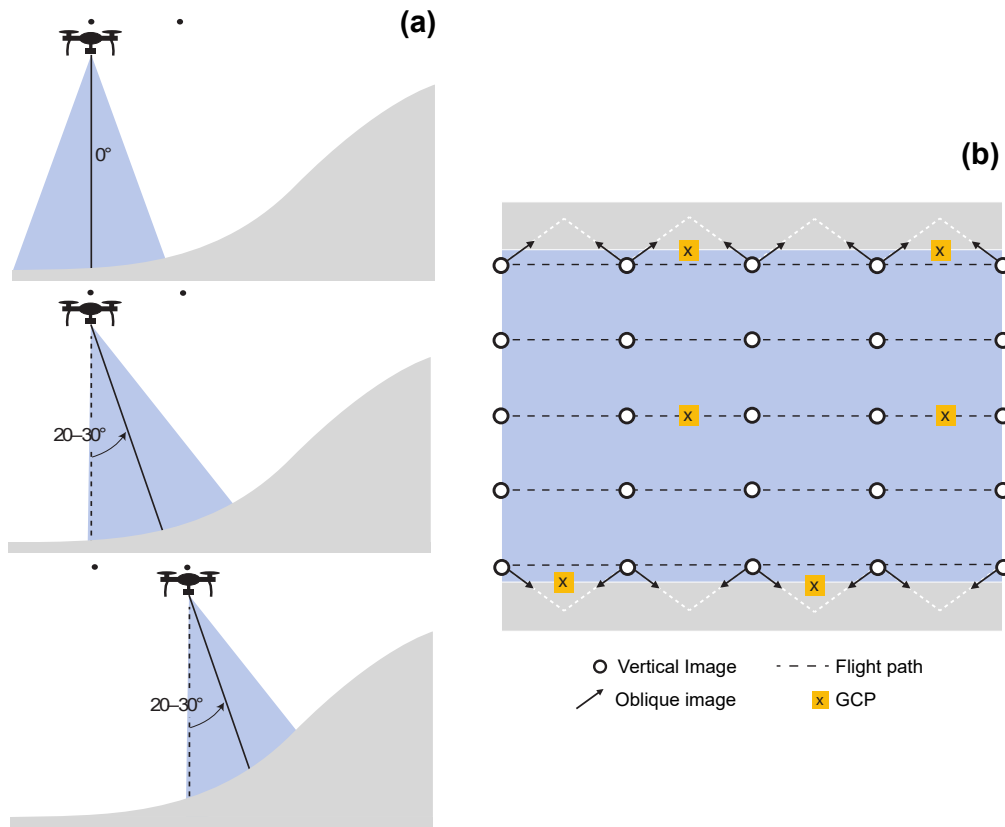 (a)
0°
20–30°
20–30°
(b)
x
x
x
x
x
x
Vertical Image
Flight path
Oblique image
x
GCP